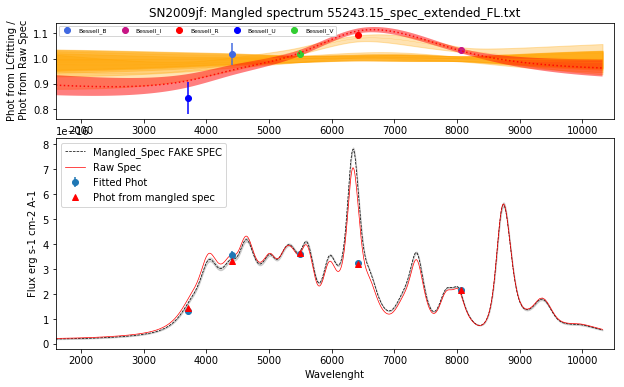 SN2009jf: Mangled spectrum 55243.15_spec_extended_FL.txt
Phot from LCfitting /
Phot from Raw Spec
1.1
1.0
0.9
0.8
Bessell_B
Bessell_I
Bessell_R
Bessell_U
Bessell_V
2000 3000 4000 5000 6000 7000 8000 9000 10000
1e−16
Flux erg s-1 cm-2 A-1
8
7
6
5
4
3
2
1
0
Mangled_Spec FAKE SPEC
Raw Spec
Fitted Phot
Phot from mangled spec
2000 3000 4000 5000 6000 7000 8000 9000 10000
Wavelenght